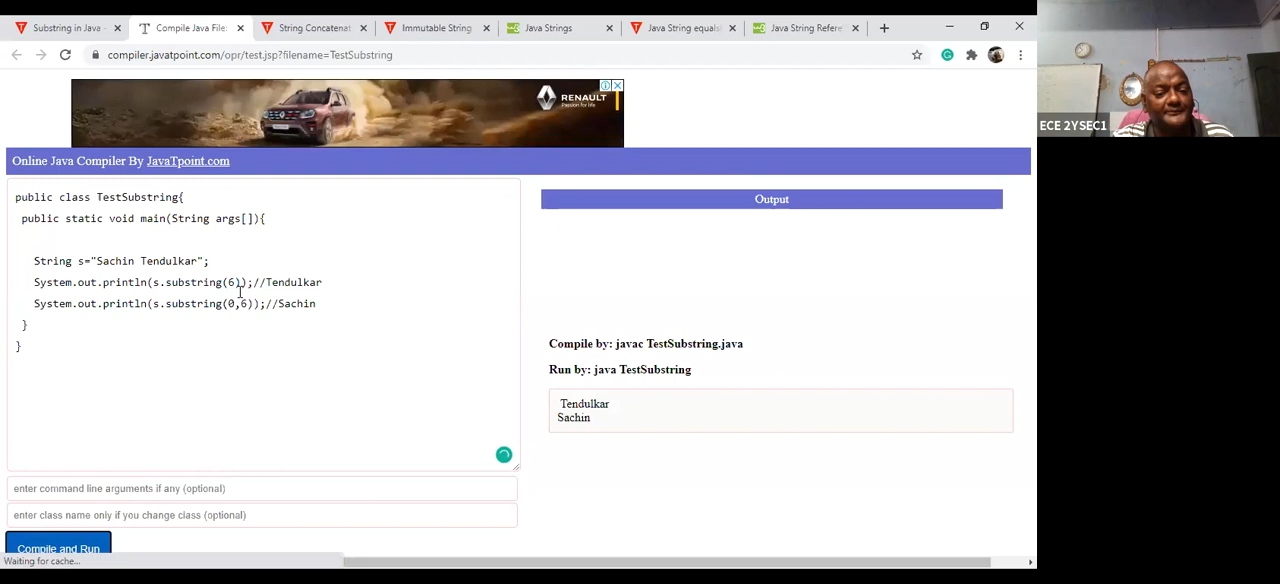 Substring in Java -
Compile Java File:
String Concatenat
Immutable String
Java Strings
Java String equals
Java String Refere
compiler.javatpoint.com/opr/test.jsp?filename=TestSubstring
RENAULT
Passion for life
ECE 2YSEC1
Online Java Compiler By JavaTpoint.com
public class TestSubstring{
public static void main(String args[]){
String s="Sachin Tendulkar";
System.out.println(s.substring(6));//Tendulkar
System.out.println(s.substring(0,6));//Sachin
}
}
Output
Compile by: javac TestSubstring.java
Run by: java TestSubstring
Tendulkar
Sachin
enter command line arguments if any (optional)
enter class name only if you change class (optional)
Compile and Run
Waiting for cache...